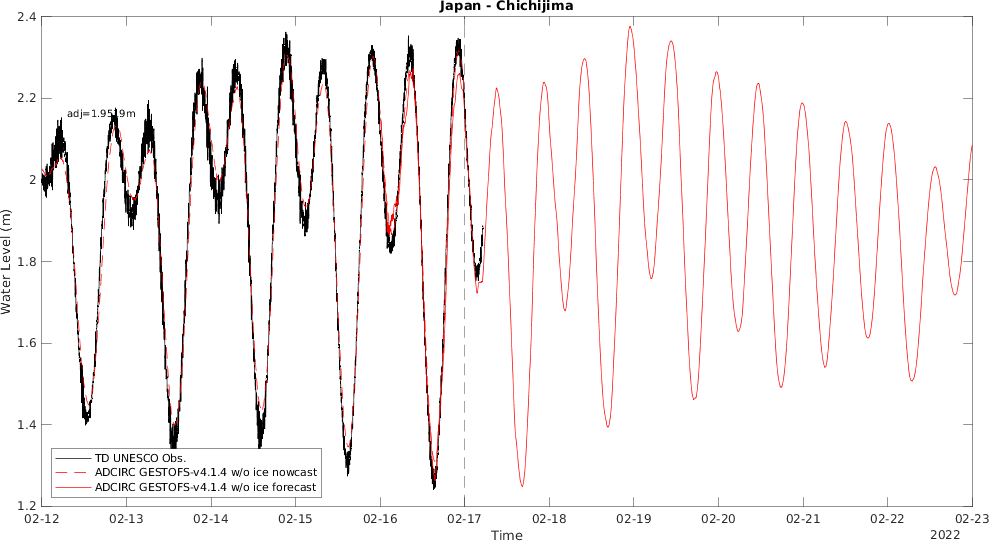 Japan - Chichijima
2.4
2.2
2
1.8
1.6
1.4
1.2
Water Level (m)
adj=1.9519m
TD UNESCO Obs.
ADCIRC GESTOFS-v4.1.4 w/o ice nowcast
ADCIRC GESTOFS-v4.1.4 w/o ice forecast
02-12 02-13 02-14 02-15 02-16 02-17 02-18 02-19 02-20 02-21 02-22 02-23
Time
2022